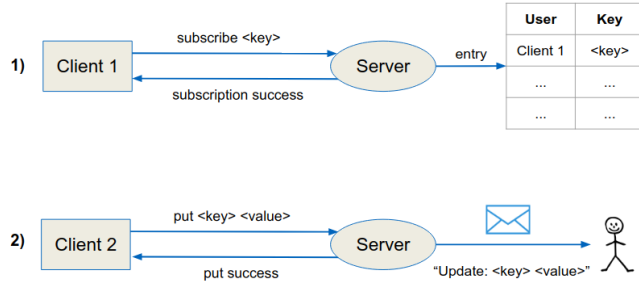 1)
Client 1
subscribe <key>
subscription success
Server
entry
User Key
Client 1 <key>
... ...
... ...
2)
Client 2
put <key> <value>
put success
Server
“Update: <key> <value>”